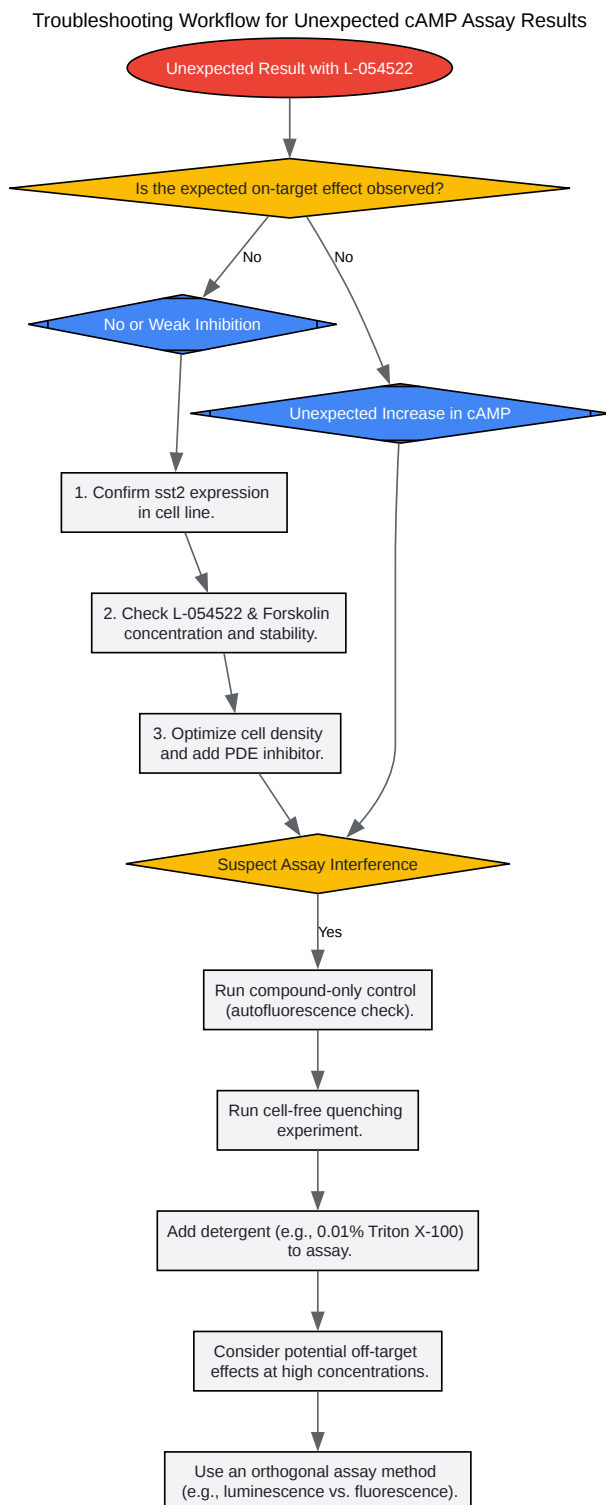 Troubleshooting Workflow for Unexpected cAMP Assay Results
Unexpected Result with L-054522
Is the expected on-target effect observed?
No
No
No or Weak Inhibition
Unexpected Increase in cAMP
1. Confirm sst2 expression
in cell line.
2. Check L-054522 & Forskolin
concentration and stability.
3. Optimize cell density
and add PDE inhibitor.
Suspect Assay Interference
Yes
Run compound-only control
(autofluorescence check).
Run cell-free quenching
experiment.
Add detergent (e.g., 0.01% Triton X-100)
to assay.
Consider potential off-target
effects at high concentrations.
Use an orthogonal assay method
(e.g., luminescence vs. fluorescence).